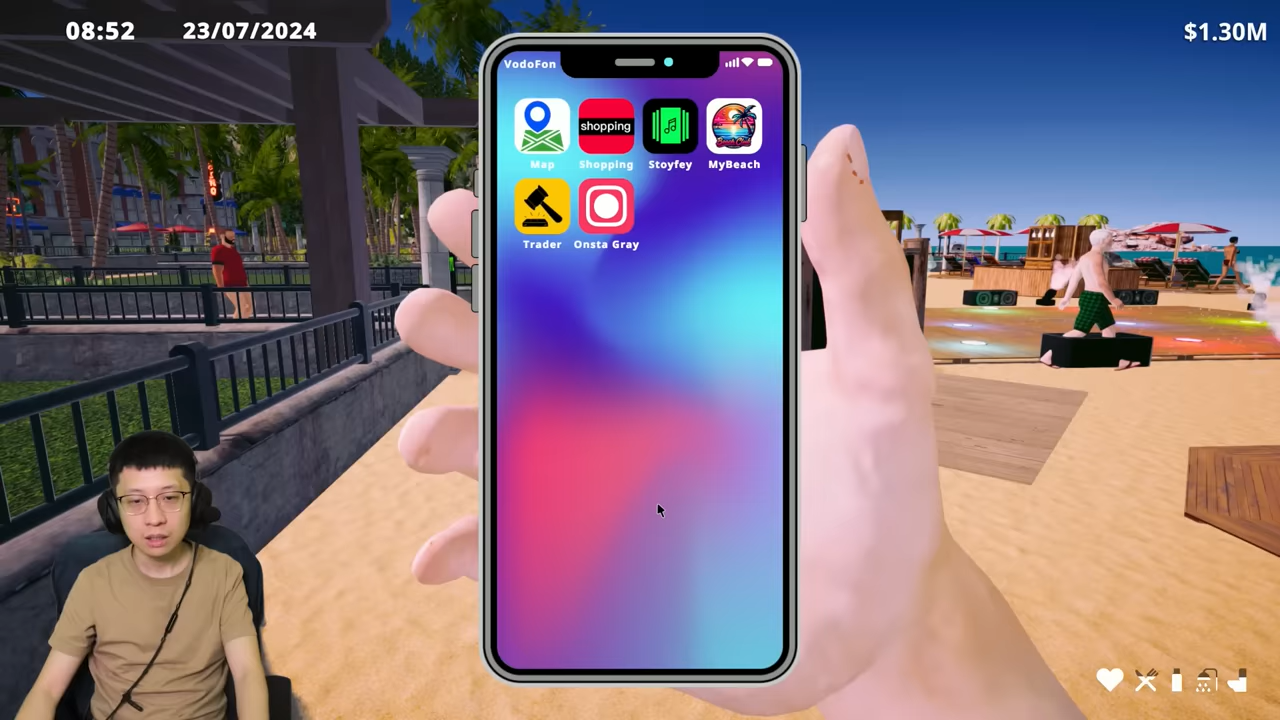 08:52 23/07/2024
$1.30M
VodoFon
shopping
Map Shopping Stoyfey MyBeach
Trader Onsta Gray